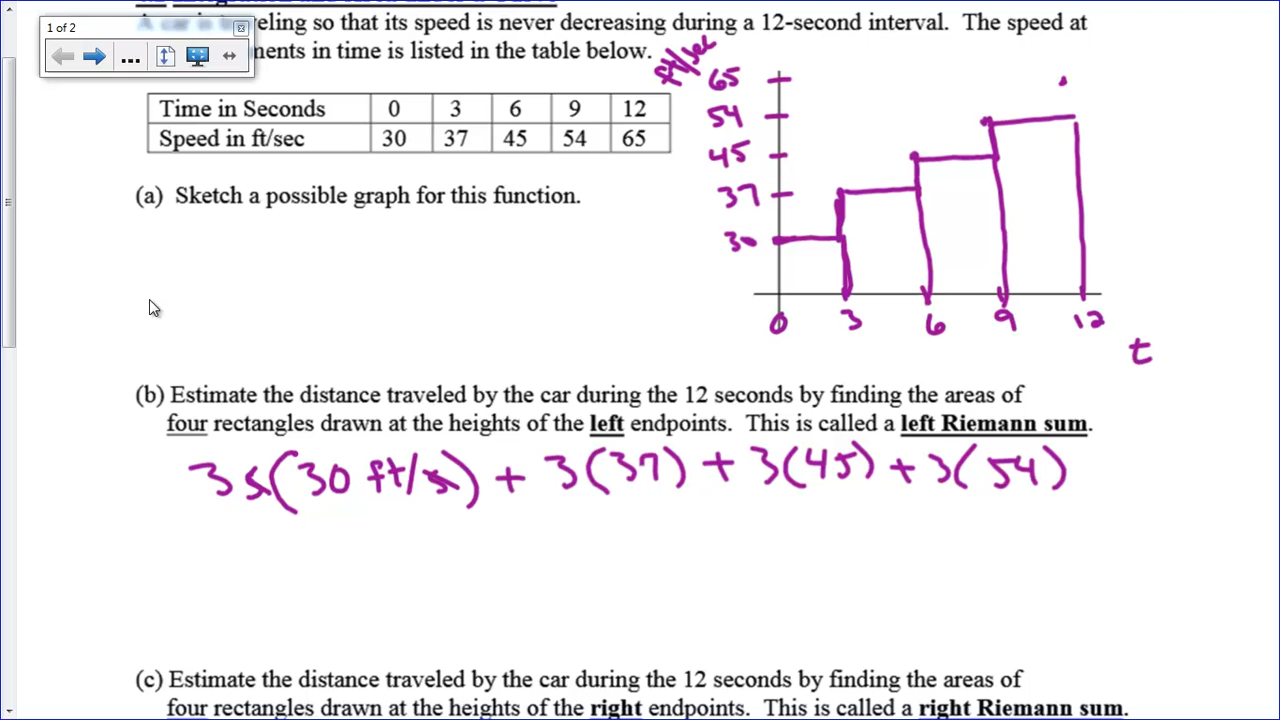 1 of 2
A car is traveling so that its speed is never decreasing during a 12-second interval. The speed at
in time is listed in the table below.
ft/sec
65
54
45
37
30
0 3 6 9 12
t
Time in Seconds 0 3 6 9 12
Speed in ft/sec 30 37 45 54 65
(a) Sketch a possible graph for this function.
(b) Estimate the distance traveled by the car during the 12 seconds by finding the areas of
four rectangles drawn at the heights of the left endpoints. This is called a left Riemann sum.
3s(30 ft/s) + 3(37) + 3(45) + 3(54)
(c) Estimate the distance traveled by the car during the 12 seconds by finding the areas of
four rectangles drawn at the heights of the right endpoints. This is called a right Riemann sum.